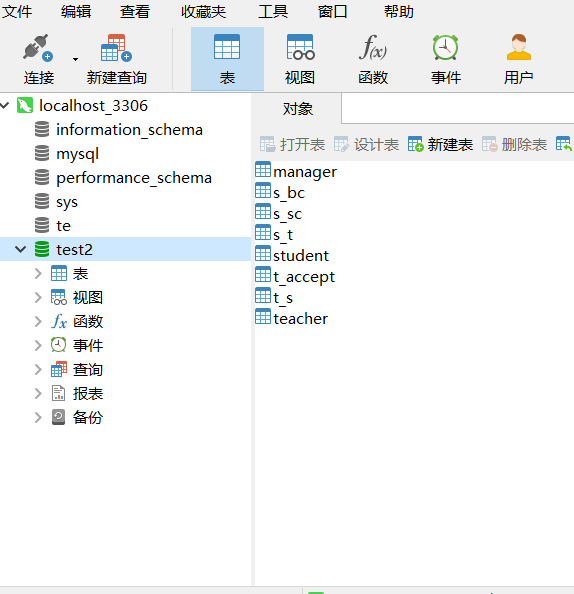 文件 编辑 查看 收藏夹 工具 窗口 帮助
连接 新建查询 表 视图 函数 事件 用户
localhost_3306
information_schema
mysql
performance_schema
sys
te
test2
表
视图
函数
事件
查询
报表
备份
对象
打开表 设计表 新建表 删除表
manager
s_bc
s_sc
s_t
student
t_accept
t_s
teacher